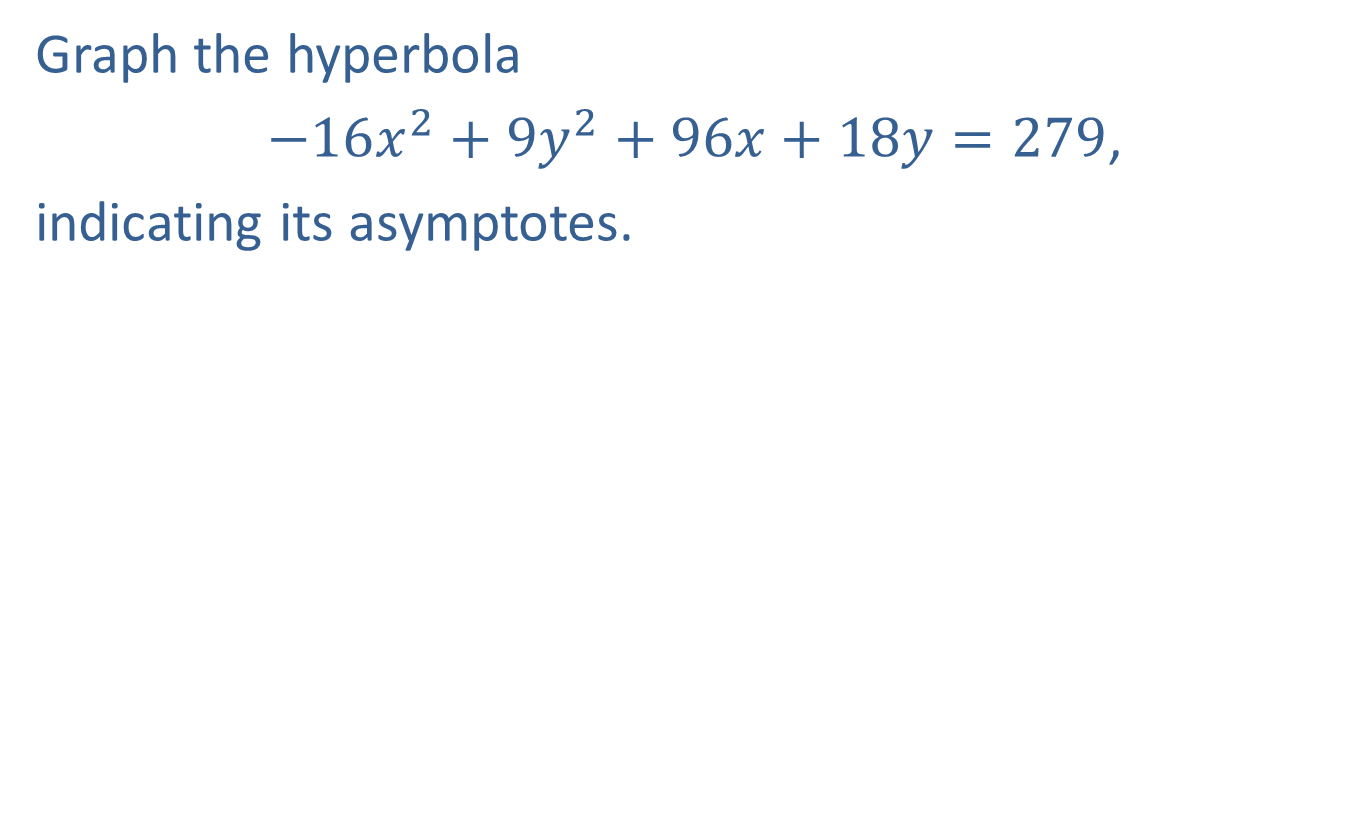 Graph the hyperbola
−16𝑥² + 9𝑦² + 96𝑥 + 18𝑦 = 279,
indicating its asymptotes.